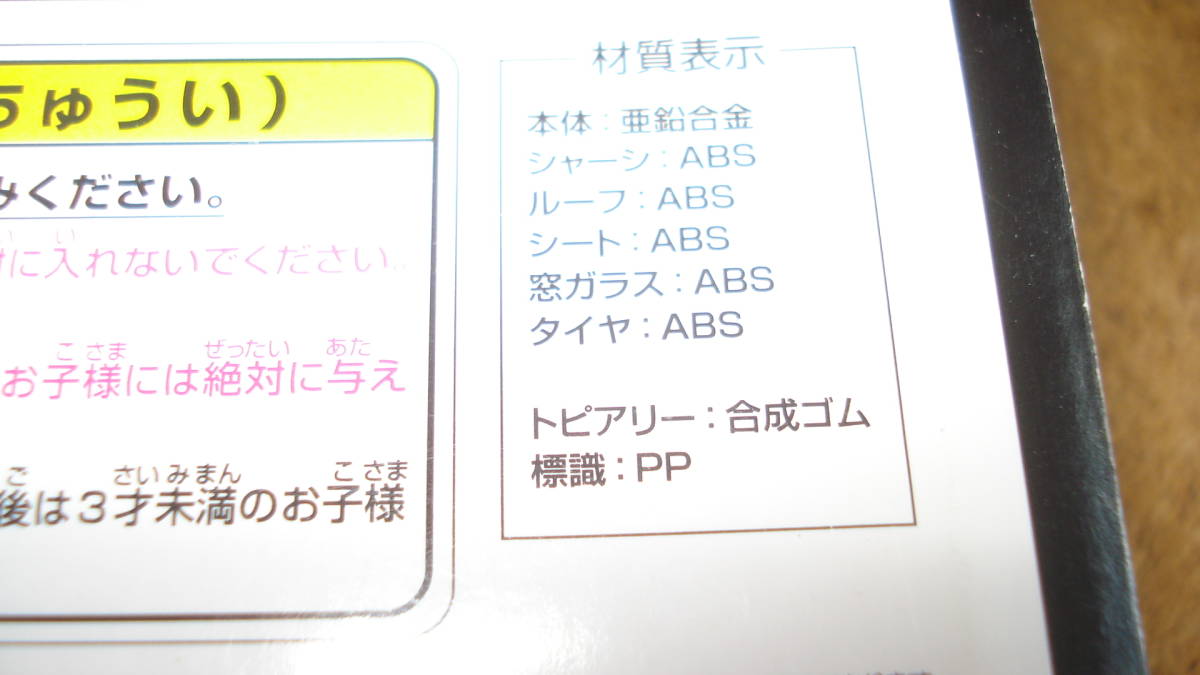 ちゅうい）
みください。
い い
に入れないでください。
こ さま ぜったい あた
お子様には絶対に与え
ご さい み まん こ さま
後は３才未満のお子様
材質表示
本体：亜鉛合金
シャーシ：ABS
ルーフ：ABS
シート：ABS
窓ガラス：ABS
タイヤ：ABS
トピアリー：合成ゴム
標識：PP